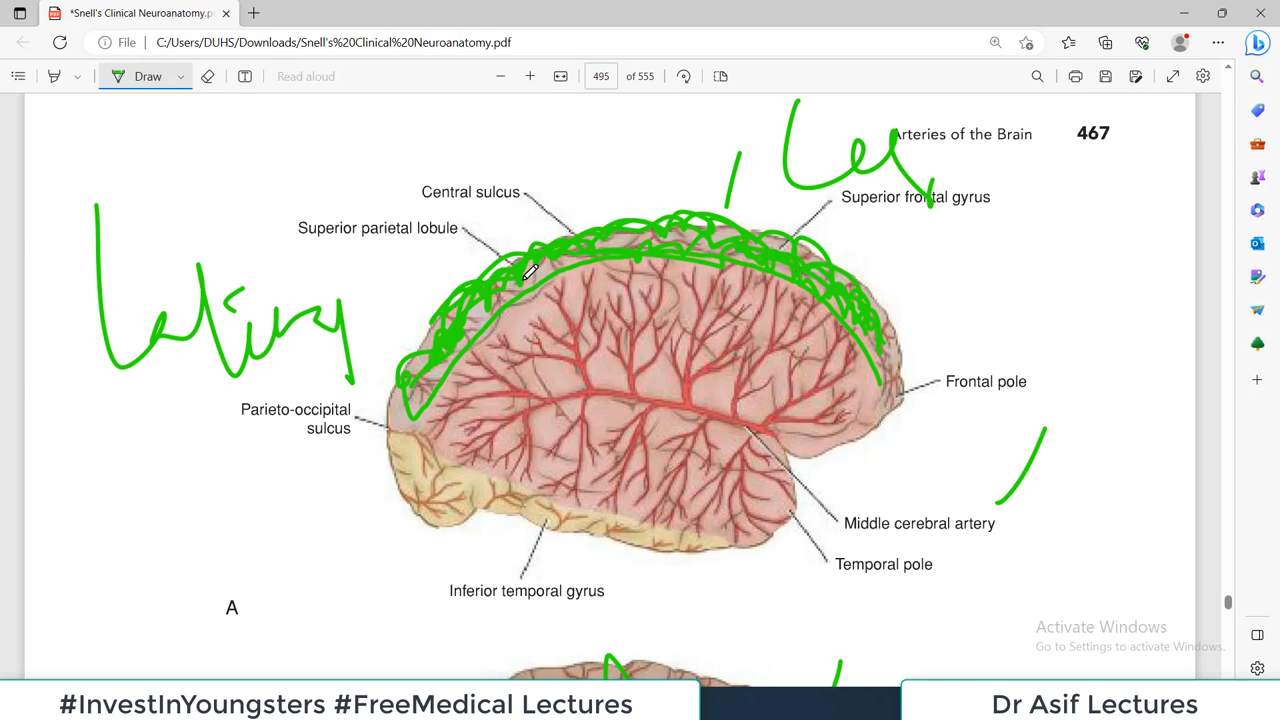 *Snell's Clinical Neuroanatomy.p
File
C:/Users/DUHS/Downloads/Snell's%20Clinical%20Neuroanatomy.pdf
Draw
Read aloud
495 of 555
Arteries of the Brain 467
Central sulcus
Superior frontal gyrus
Superior parietal lobule
Frontal pole
Parieto-occipital
sulcus
Middle cerebral artery
Temporal pole
Inferior temporal gyrus
A
Activate Windows
Go to Settings to activate Windows.
#InvestInYoungsters #FreeMedical Lectures
Dr Asif Lectures